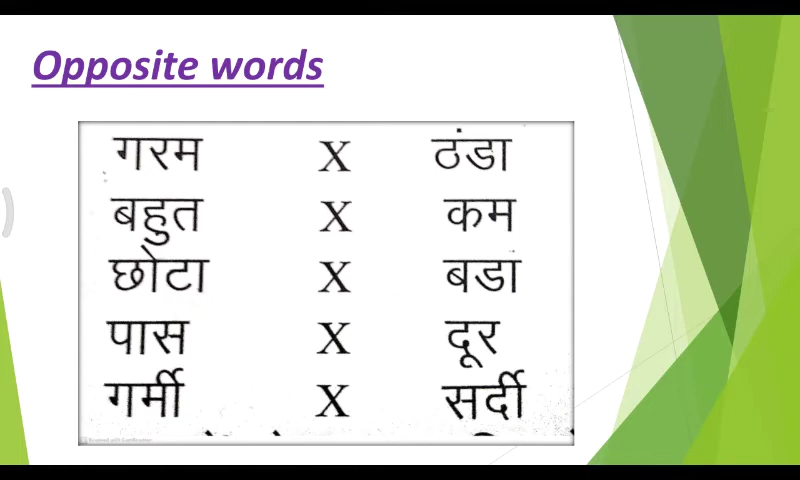 Opposite words
गरम X ठंडा
बहुत X कम
छोटा X बडा
पास X दूर
गर्मी X सर्दी